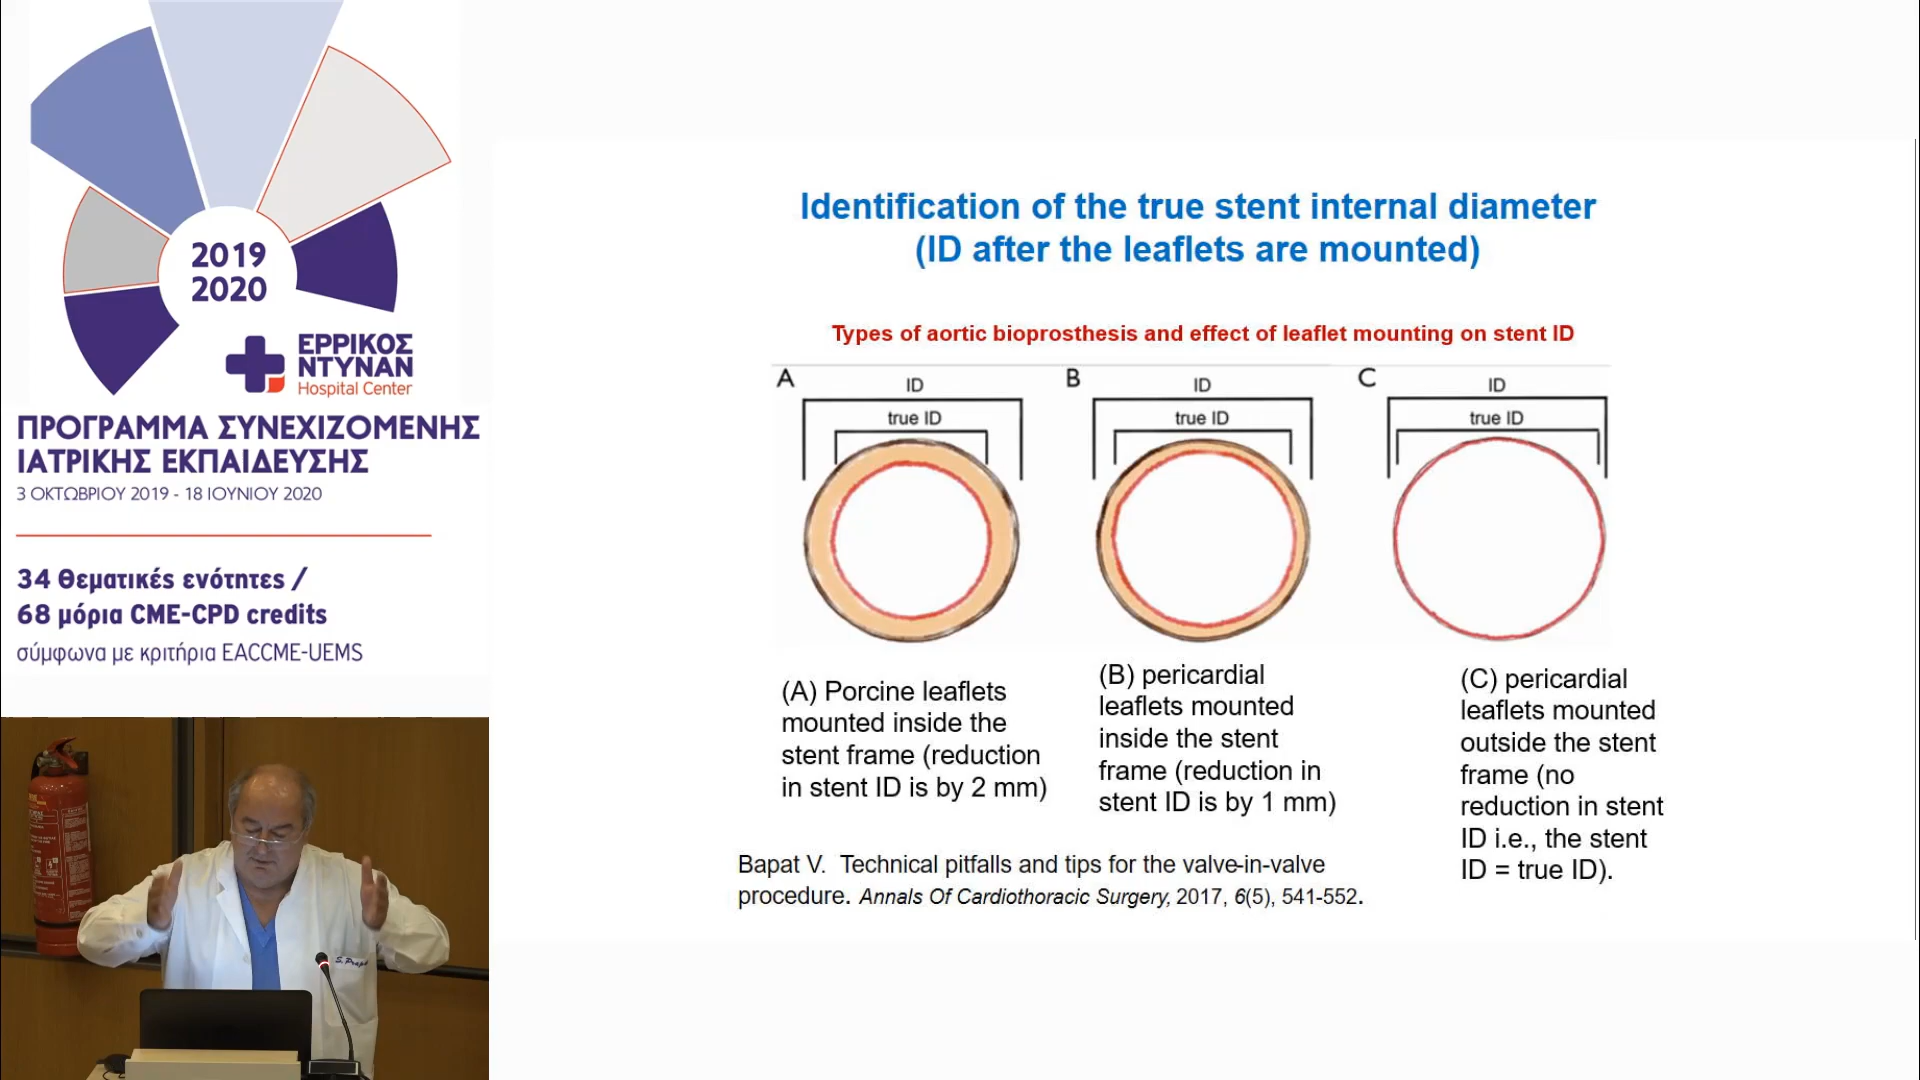 2019
2020
ΕΡΡΙΚΟΣ
ΝΤΥΝΑΝ
Hospital Center
ΠΡΟΓΡΑΜΜΑ ΣΥΝΕΧΙΖΟΜΕΝΗΣ
ΙΑΤΡΙΚΗΣ ΕΚΠΑΙΔΕΥΣΗΣ
3 ΟΚΤΩΒΡΙΟΥ 2019 - 18 ΙΟΥΝΙΟΥ 2020
34 θεματικές ενότητες /
68 μόρια CME-CPD credits
σύμφωνα με κριτήρια EACCME-UEMS
Identification of the true stent internal diameter
(ID after the leaflets are mounted)
Types of aortic bioprosthesis and effect of leaflet mounting on stent ID
A
ID
true ID
B
ID
true ID
C
ID
true ID
(A) Porcine leaflets
mounted inside the
stent frame (reduction
in stent ID is by 2 mm)
(B) pericardial
leaflets mounted
inside the stent
frame (reduction in
stent ID is by 1 mm)
(C) pericardial
leaflets mounted
outside the stent
frame (no
reduction in stent
ID i.e., the stent
ID = true ID).
Bapat V. Technical pitfalls and tips for the valve-in-valve
procedure. Annals Of Cardiothoracic Surgery, 2017, 6(5), 541-552.